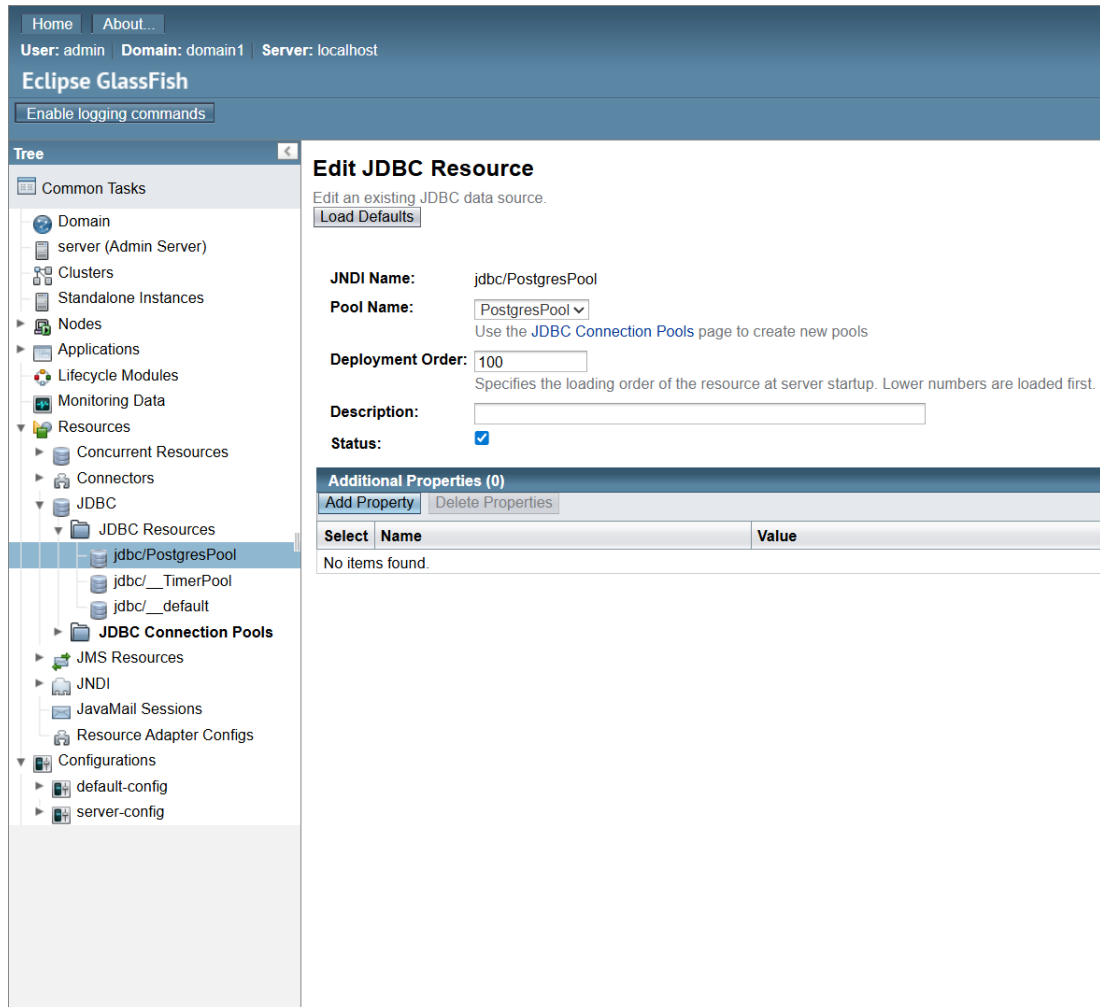 Home About...
User: admin Domain: domain1 Server: localhost
Eclipse GlassFish
Enable logging commands
Tree
Common Tasks
Domain
server (Admin Server)
Clusters
Standalone Instances
Nodes
Applications
Lifecycle Modules
Monitoring Data
Resources
Concurrent Resources
Connectors
JDBC
JDBC Resources
jdbc/PostgresPool
jdbc/__TimerPool
jdbc/__default
JDBC Connection Pools
JMS Resources
JNDI
JavaMail Sessions
Resource Adapter Configs
Configurations
default-config
server-config
Edit JDBC Resource
Edit an existing JDBC data source.
Load Defaults
JNDI Name: jdbc/PostgresPool
Pool Name: PostgresPool
Use the JDBC Connection Pools page to create new pools
Deployment Order: 100
Specifies the loading order of the resource at server startup. Lower numbers are loaded first.
Description:
Status:
Additional Properties (0)
Add Property Delete Properties
Select Name Value
No items found.